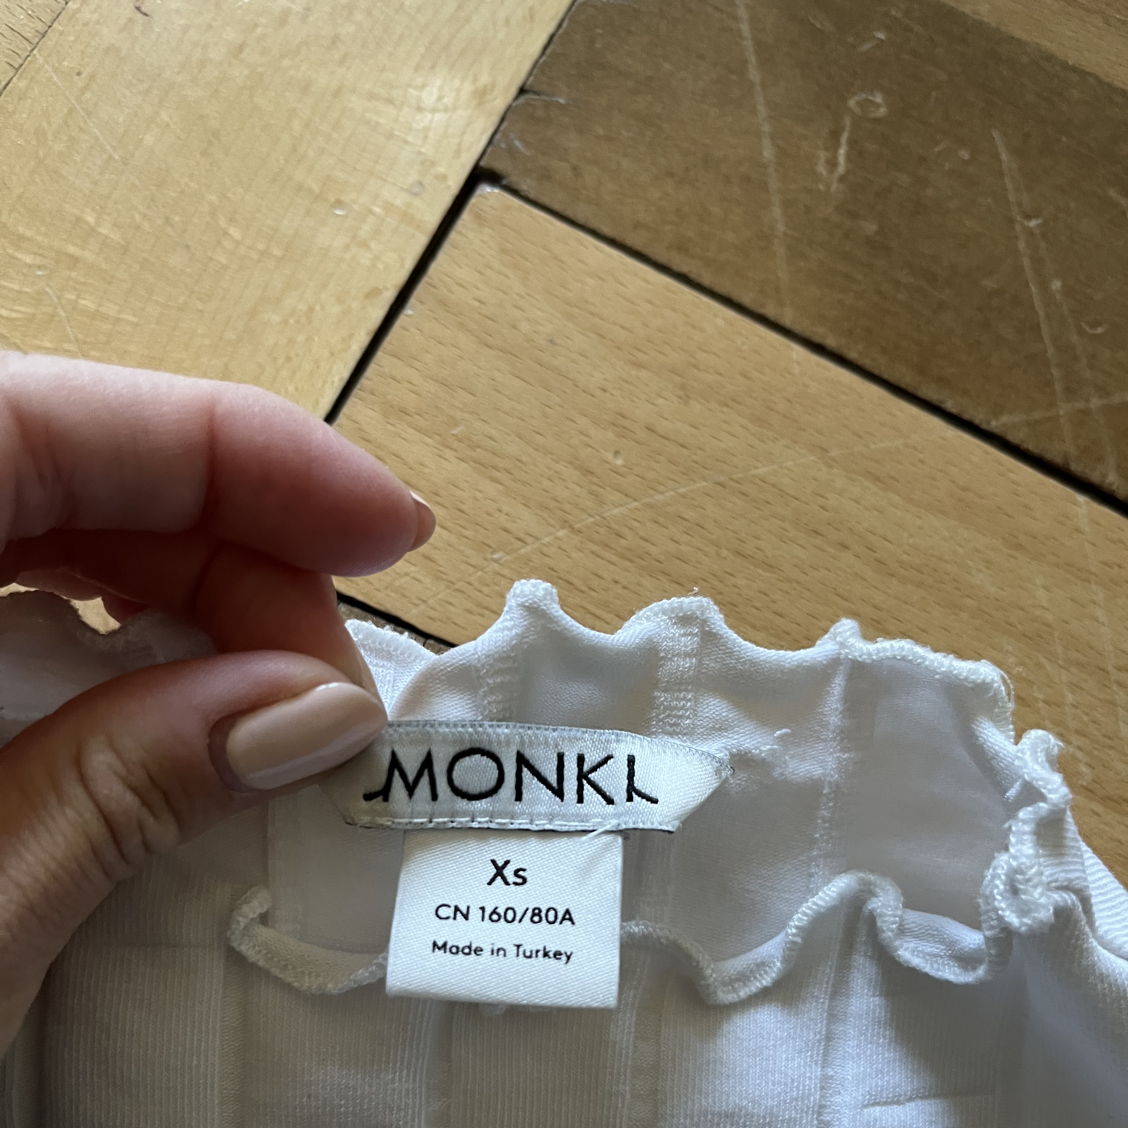 MONKI
Xs
CN 160/80A
Made in Turkey